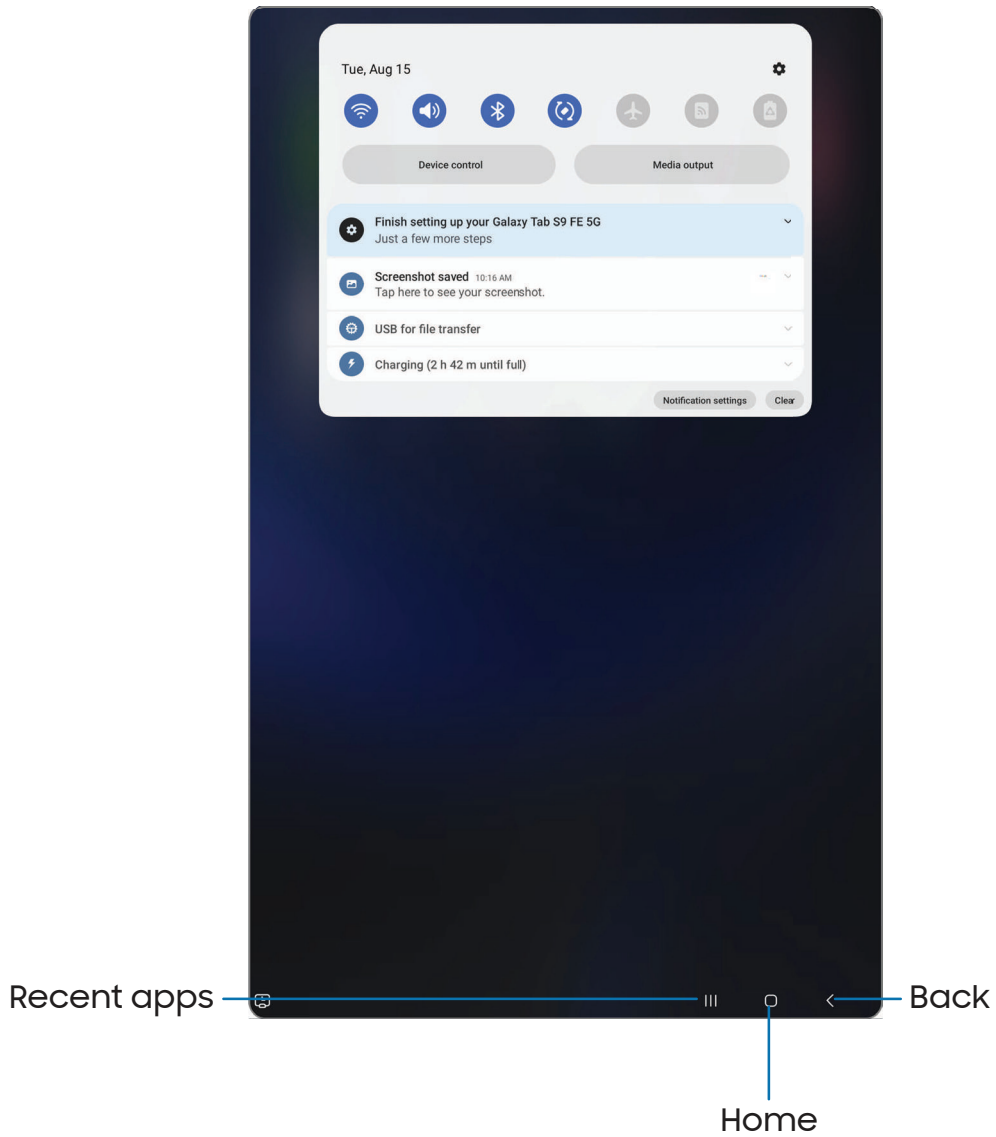 Tue, Aug 15
Device control
Media output
Finish setting up your Galaxy Tab S9 FE 5G
Just a few more steps
Screenshot saved 10:16 AM
Tap here to see your screenshot.
USB for file transfer
Charging (2 h 42 m until full)
Notification settings
Clear
Recent apps
Back
Home